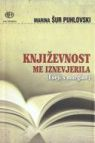 MARINA ŠUR PUHLOVSKI
KNJIŽEVNOST
ME IZNEVJERILA